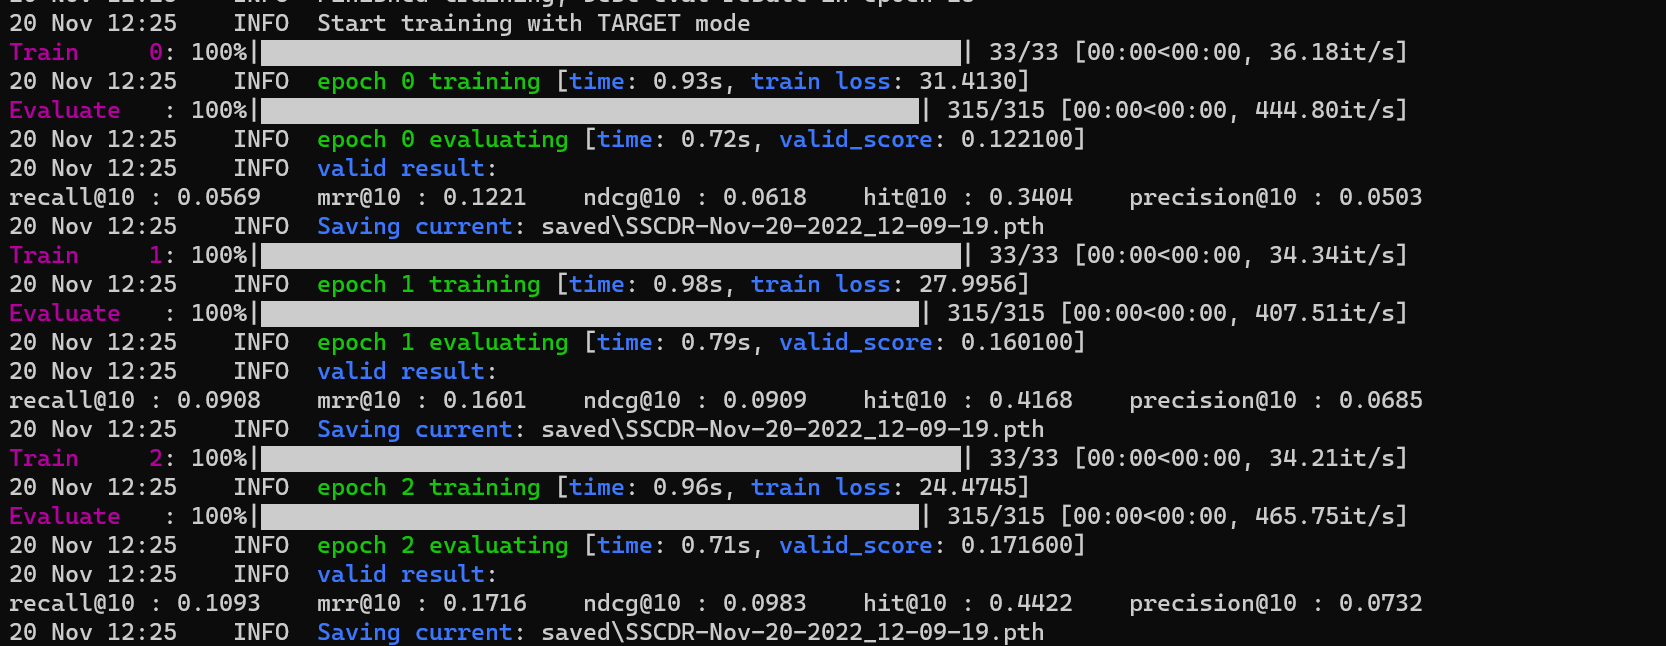 20 Nov 12:25    INFO  Start training with TARGET mode
Train     0: 100%| | 33/33 [00:00<00:00, 36.18it/s]
20 Nov 12:25    INFO  epoch 0 training [time: 0.93s, train loss: 31.4130]
Evaluate   : 100%| | 315/315 [00:00<00:00, 444.80it/s]
20 Nov 12:25    INFO  epoch 0 evaluating [time: 0.72s, valid_score: 0.122100]
20 Nov 12:25    INFO  valid result:
recall@10 : 0.0569    mrr@10 : 0.1221    ndcg@10 : 0.0618    hit@10 : 0.3404    precision@10 : 0.0503
20 Nov 12:25    INFO  Saving current: saved\SSCDR-Nov-20-2022_12-09-19.pth
Train     1: 100%| | 33/33 [00:00<00:00, 34.34it/s]
20 Nov 12:25    INFO  epoch 1 training [time: 0.98s, train loss: 27.9956]
Evaluate   : 100%| | 315/315 [00:00<00:00, 407.51it/s]
20 Nov 12:25    INFO  epoch 1 evaluating [time: 0.79s, valid_score: 0.160100]
20 Nov 12:25    INFO  valid result:
recall@10 : 0.0908    mrr@10 : 0.1601    ndcg@10 : 0.0909    hit@10 : 0.4168    precision@10 : 0.0685
20 Nov 12:25    INFO  Saving current: saved\SSCDR-Nov-20-2022_12-09-19.pth
Train     2: 100%| | 33/33 [00:00<00:00, 34.21it/s]
20 Nov 12:25    INFO  epoch 2 training [time: 0.96s, train loss: 24.4745]
Evaluate   : 100%| | 315/315 [00:00<00:00, 465.75it/s]
20 Nov 12:25    INFO  epoch 2 evaluating [time: 0.71s, valid_score: 0.171600]
20 Nov 12:25    INFO  valid result:
recall@10 : 0.1093    mrr@10 : 0.1716    ndcg@10 : 0.0983    hit@10 : 0.4422    precision@10 : 0.0732
20 Nov 12:25    INFO  Saving current: saved\SSCDR-Nov-20-2022_12-09-19.pth